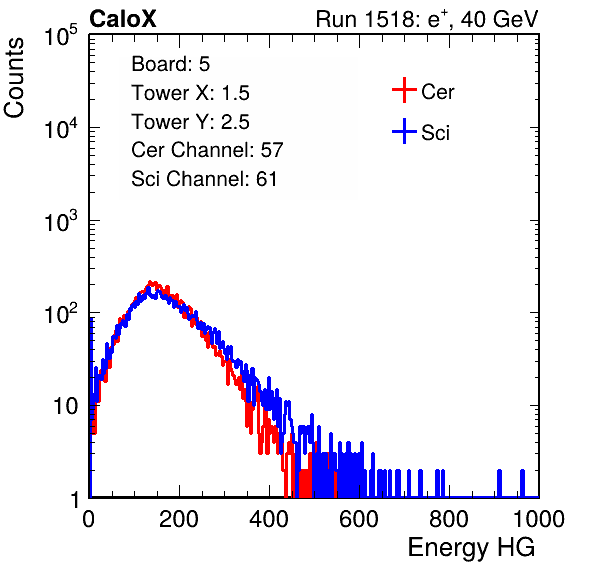 CaloX Run 1518: e⁺, 40 GeV
Counts
Board: 5
Tower X: 1.5
Tower Y: 2.5
Cer Channel: 57
Sci Channel: 61
Cer
Sci
10⁵
10⁴
10³
10²
10
1
0 200 400 600 800 1000
Energy HG